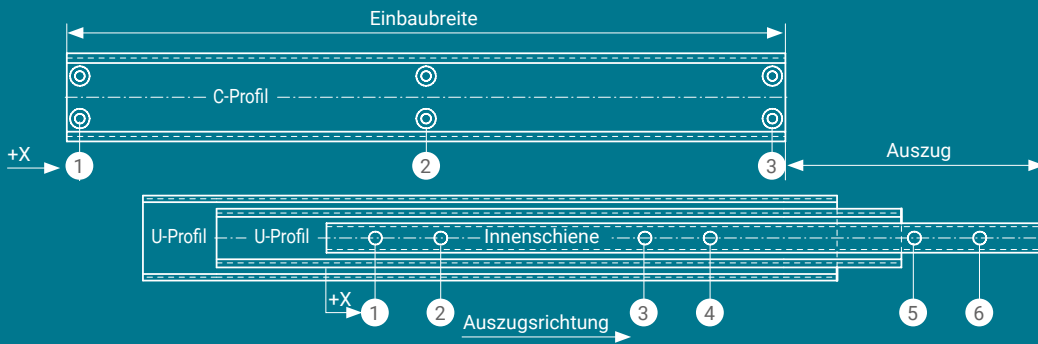 Einbaubreite
C-Profil
+X
1 2 3
Auszug
U-Profil U-Profil Innenschiene
+X
1 2 3 4 5 6
Auszugsrichtung